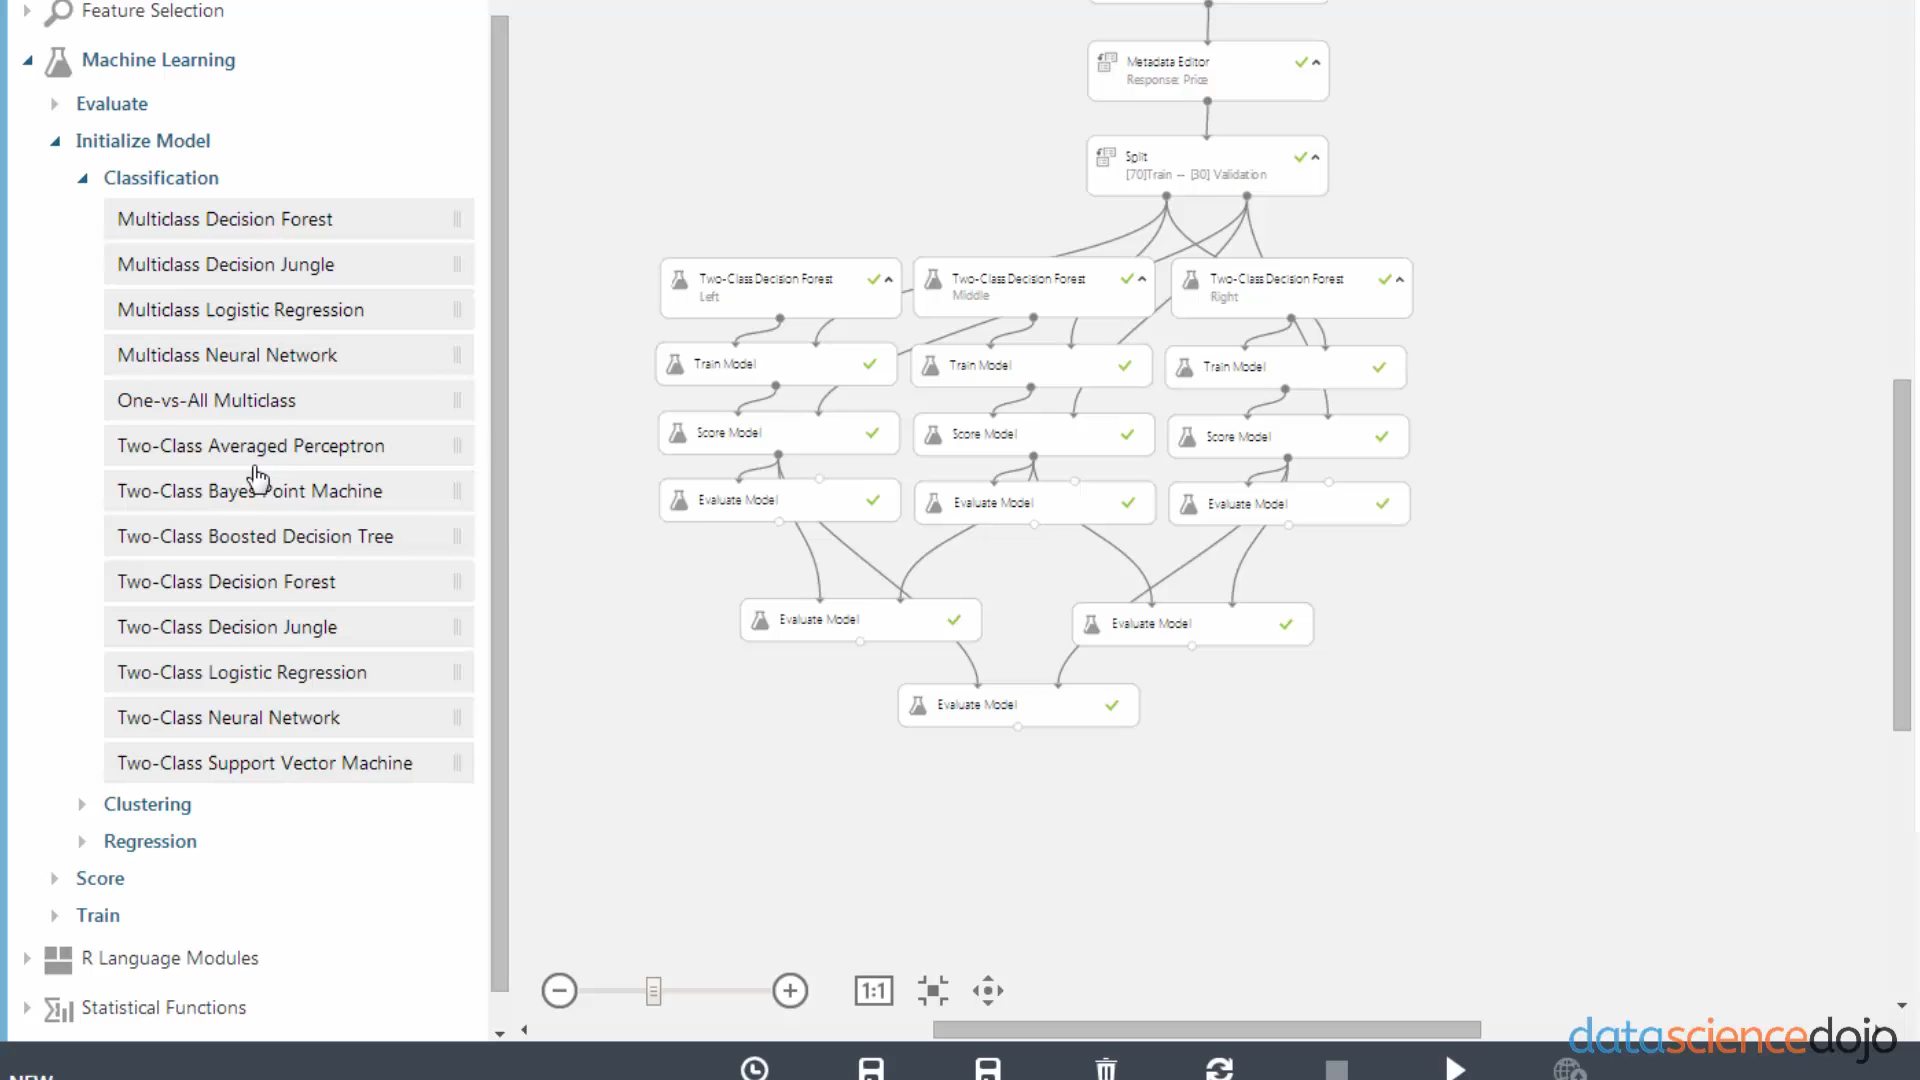 Feature Selection
Machine Learning
Evaluate
Initialize Model
Classification
Multiclass Decision Forest
Multiclass Decision Jungle
Multiclass Logistic Regression
Multiclass Neural Network
One-vs-All Multiclass
Two-Class Averaged Perceptron
Two-Class Bayes Point Machine
Two-Class Boosted Decision Tree
Two-Class Decision Forest
Two-Class Decision Jungle
Two-Class Logistic Regression
Two-Class Neural Network
Two-Class Support Vector Machine
Clustering
Regression
Score
Train
R Language Modules
Statistical Functions
Metadata Editor
Response: Price
Split
[70]Train -- [30] Validation
Two-Class Decision Forest
Left
Two-Class Decision Forest
Middle
Two-Class Decision Forest
Right
Train Model
Train Model
Train Model
Score Model
Score Model
Score Model
Evaluate Model
Evaluate Model
Evaluate Model
Evaluate Model
Evaluate Model
Evaluate Model
1:1
datasciencedojo
NEW